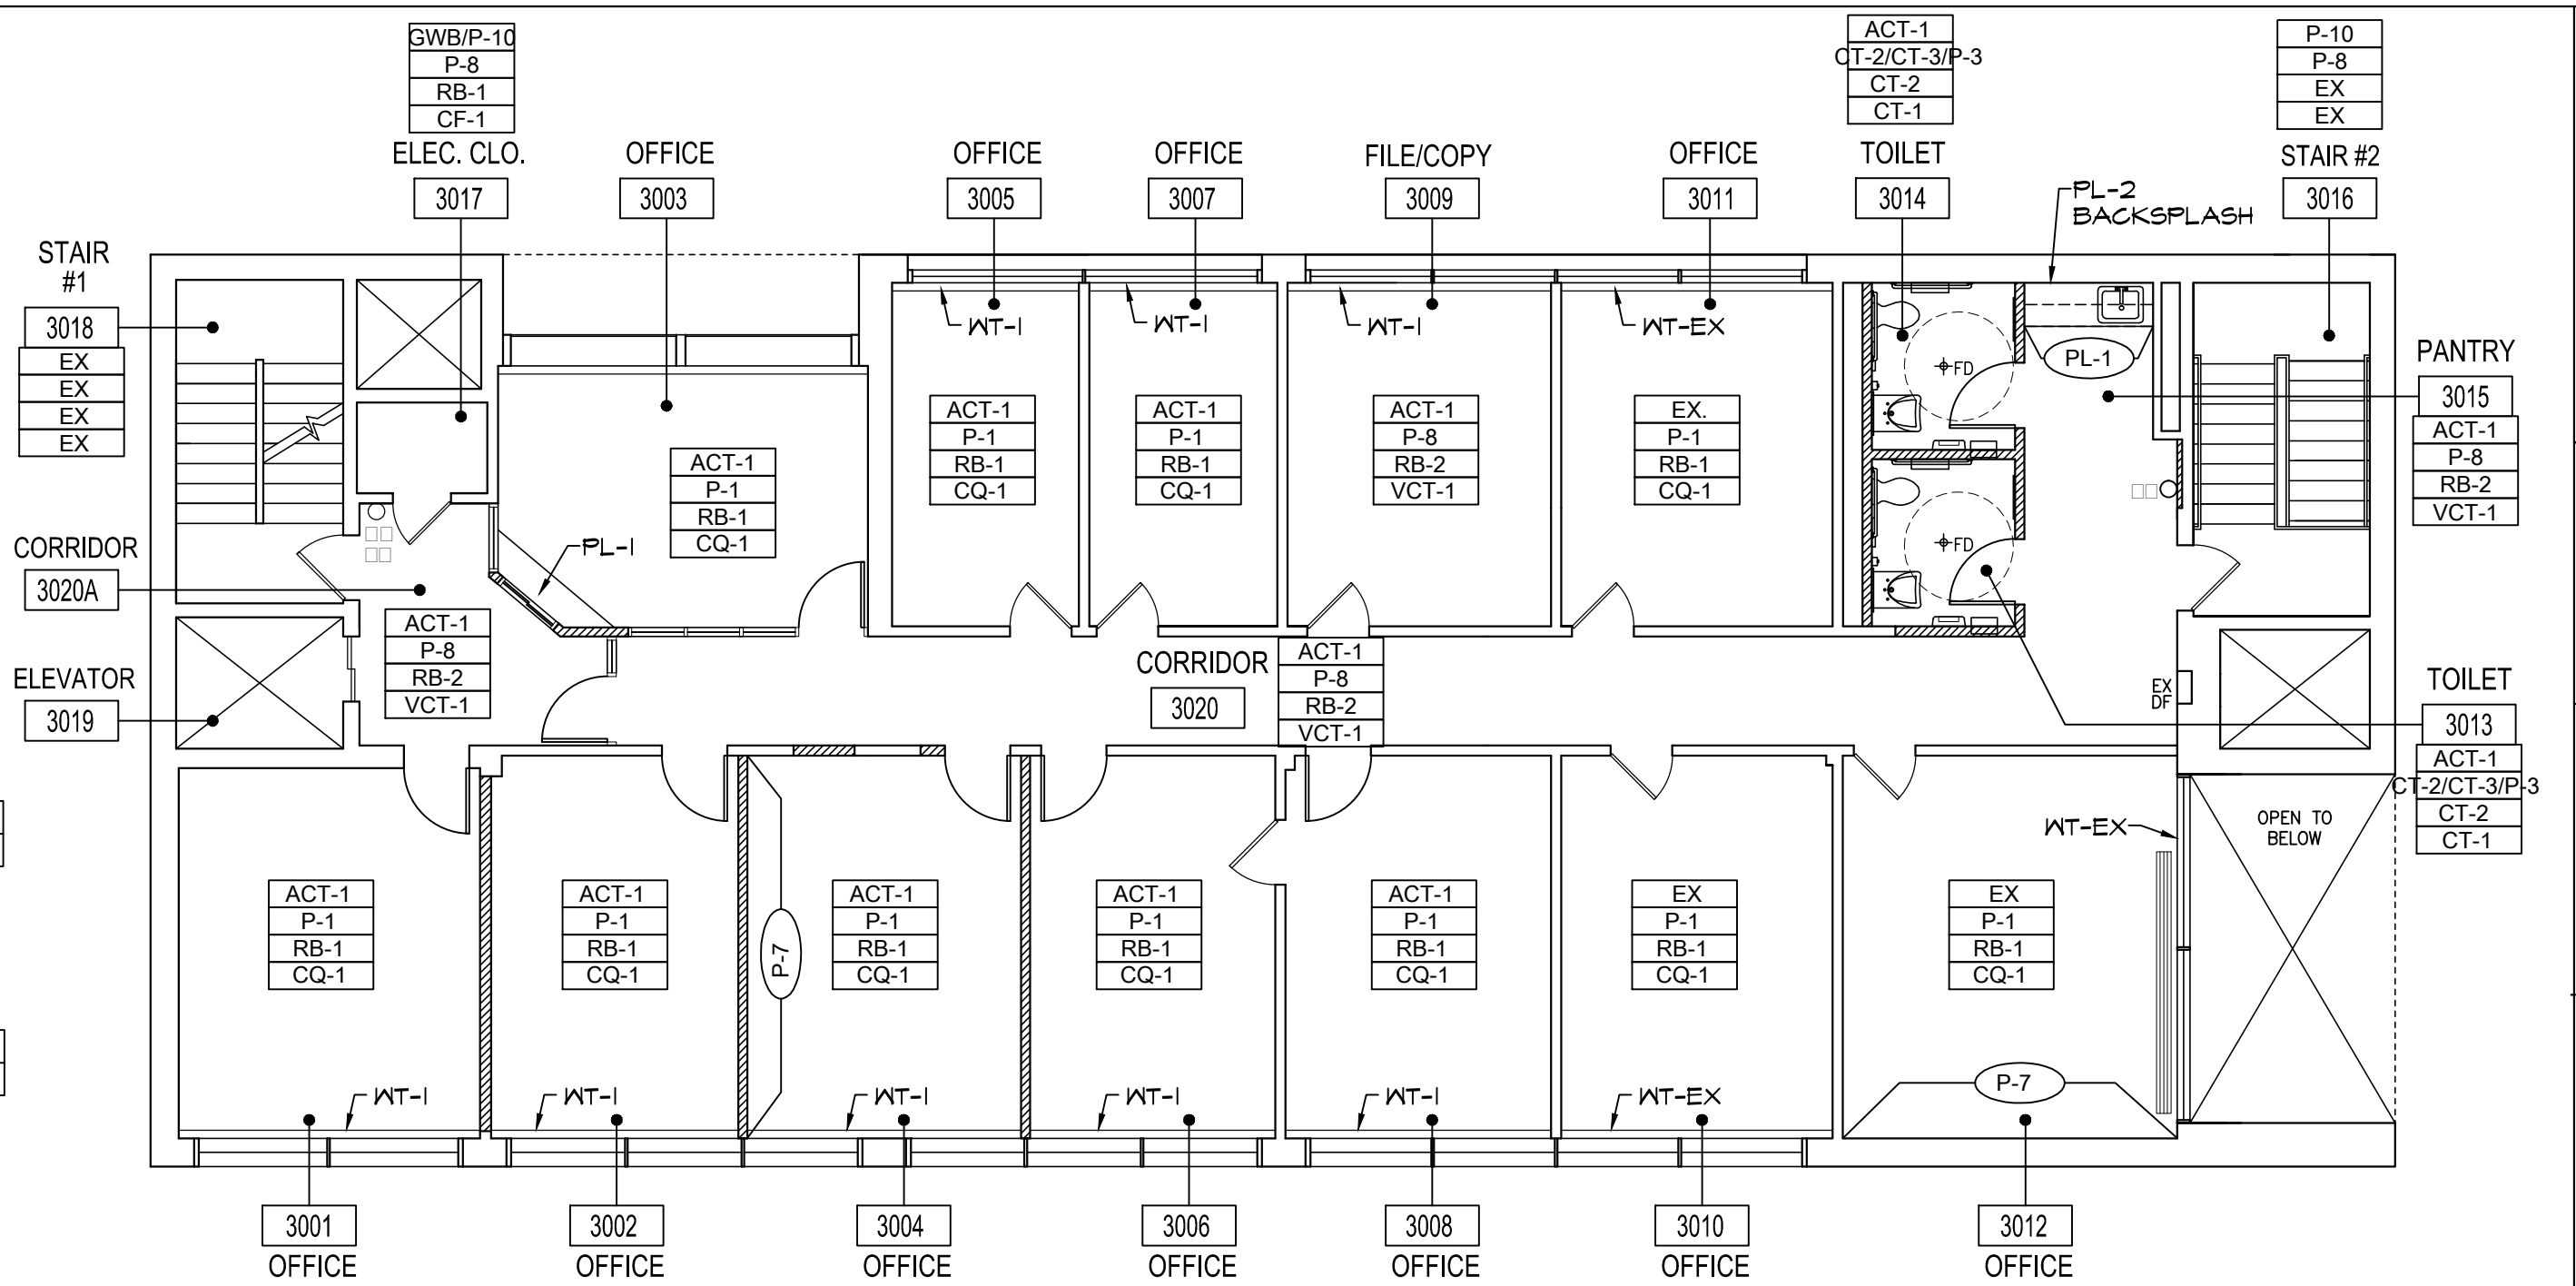 GWB/P-10
P-8
RB-1
CF-1
ELEC. CLO.
3017
OFFICE
3003
OFFICE
3005
OFFICE
3007
FILE/COPY
3009
OFFICE
3011
ACT-1
CT-2/CT-3/P-3
CT-2
CT-1
TOILET
3014
PL-2
BACKSPLASH
P-10
P-8
EX
EX
STAIR #2
3016
STAIR
#1
3018
EX
EX
EX
EX
WT-1
WT-1
WT-1
WT-EX
FD
PL-1
PANTRY
3015
ACT-1
P-8
RB-2
VCT-1
ACT-1
P-1
RB-1
CQ-1
ACT-1
P-1
RB-1
CQ-1
ACT-1
P-1
RB-1
CQ-1
ACT-1
P-8
RB-2
VCT-1
EX.
P-1
RB-1
CQ-1
CORRIDOR
3020A
PL-1
FD
ACT-1
P-8
RB-2
VCT-1
ELEVATOR
3019
CORRIDOR
3020
ACT-1
P-8
RB-2
VCT-1
EX
DF
TOILET
3013
ACT-1
CT-2/CT-3/P-3
CT-2
CT-1
WT-EX
OPEN TO
BELOW
ACT-1
P-1
RB-1
CQ-1
ACT-1
P-1
RB-1
CQ-1
P-7
ACT-1
P-1
RB-1
CQ-1
ACT-1
P-1
RB-1
CQ-1
ACT-1
P-1
RB-1
CQ-1
EX
P-1
RB-1
CQ-1
EX
P-1
RB-1
CQ-1
WT-1
WT-1
WT-1
WT-1
WT-1
WT-EX
P-7
3001
OFFICE
3002
OFFICE
3004
OFFICE
3006
OFFICE
3008
OFFICE
3010
OFFICE
3012
OFFICE